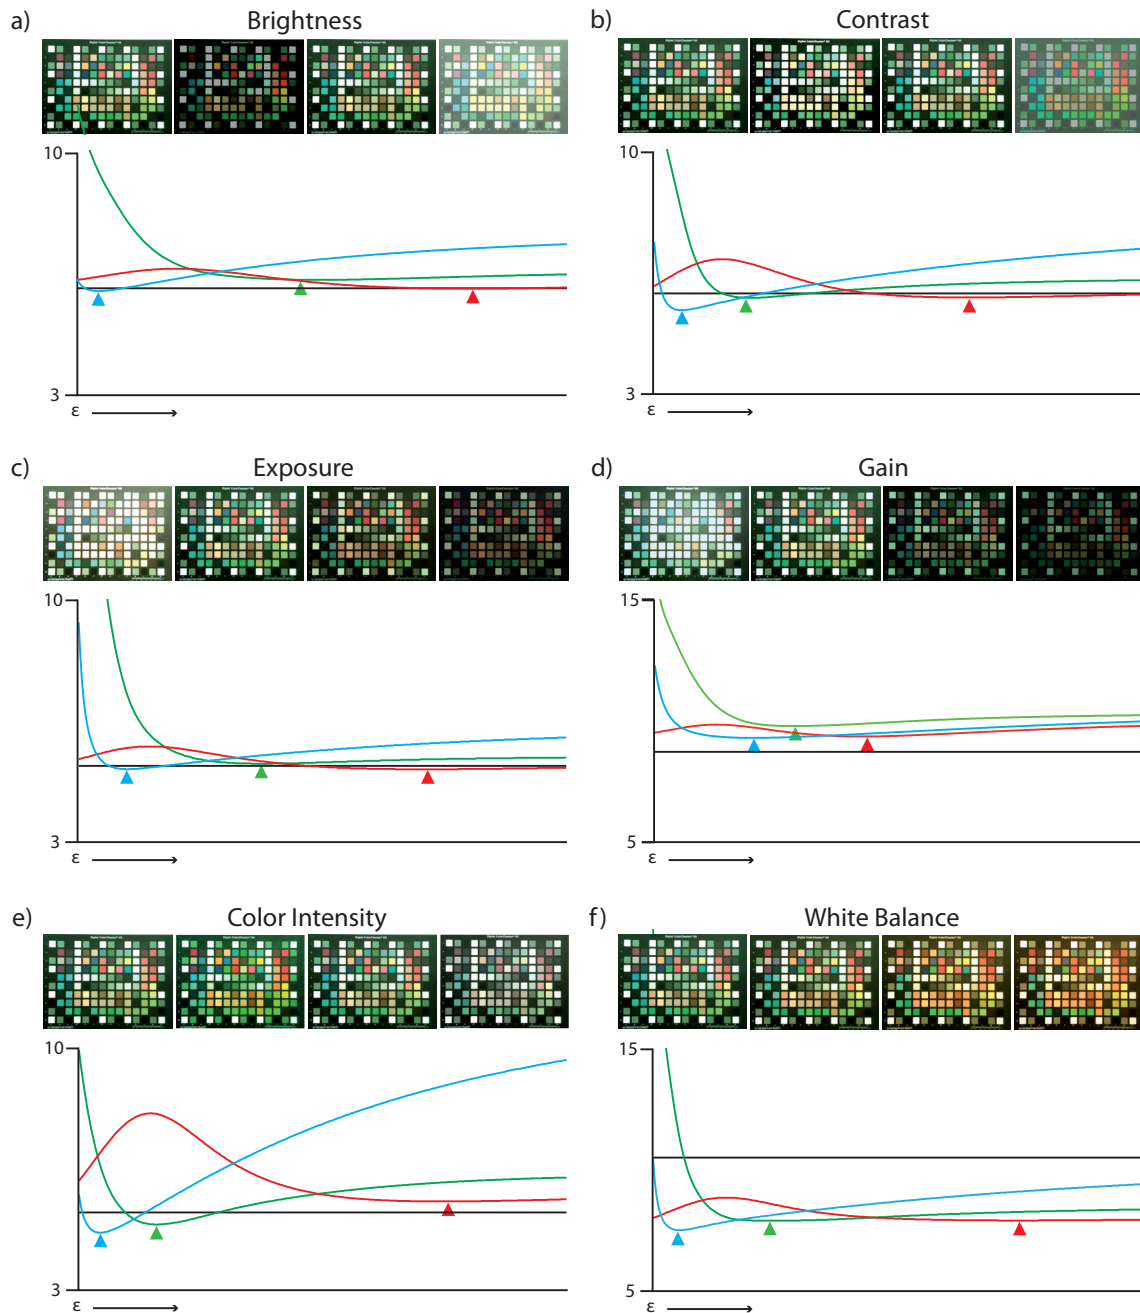 a) Brightness
b) Contrast
10
3
ε
10
3
ε
c) Exposure
d) Gain
10
3
ε
15
5
ε
e) Color Intensity
f) White Balance
10
3
ε
15
5
ε